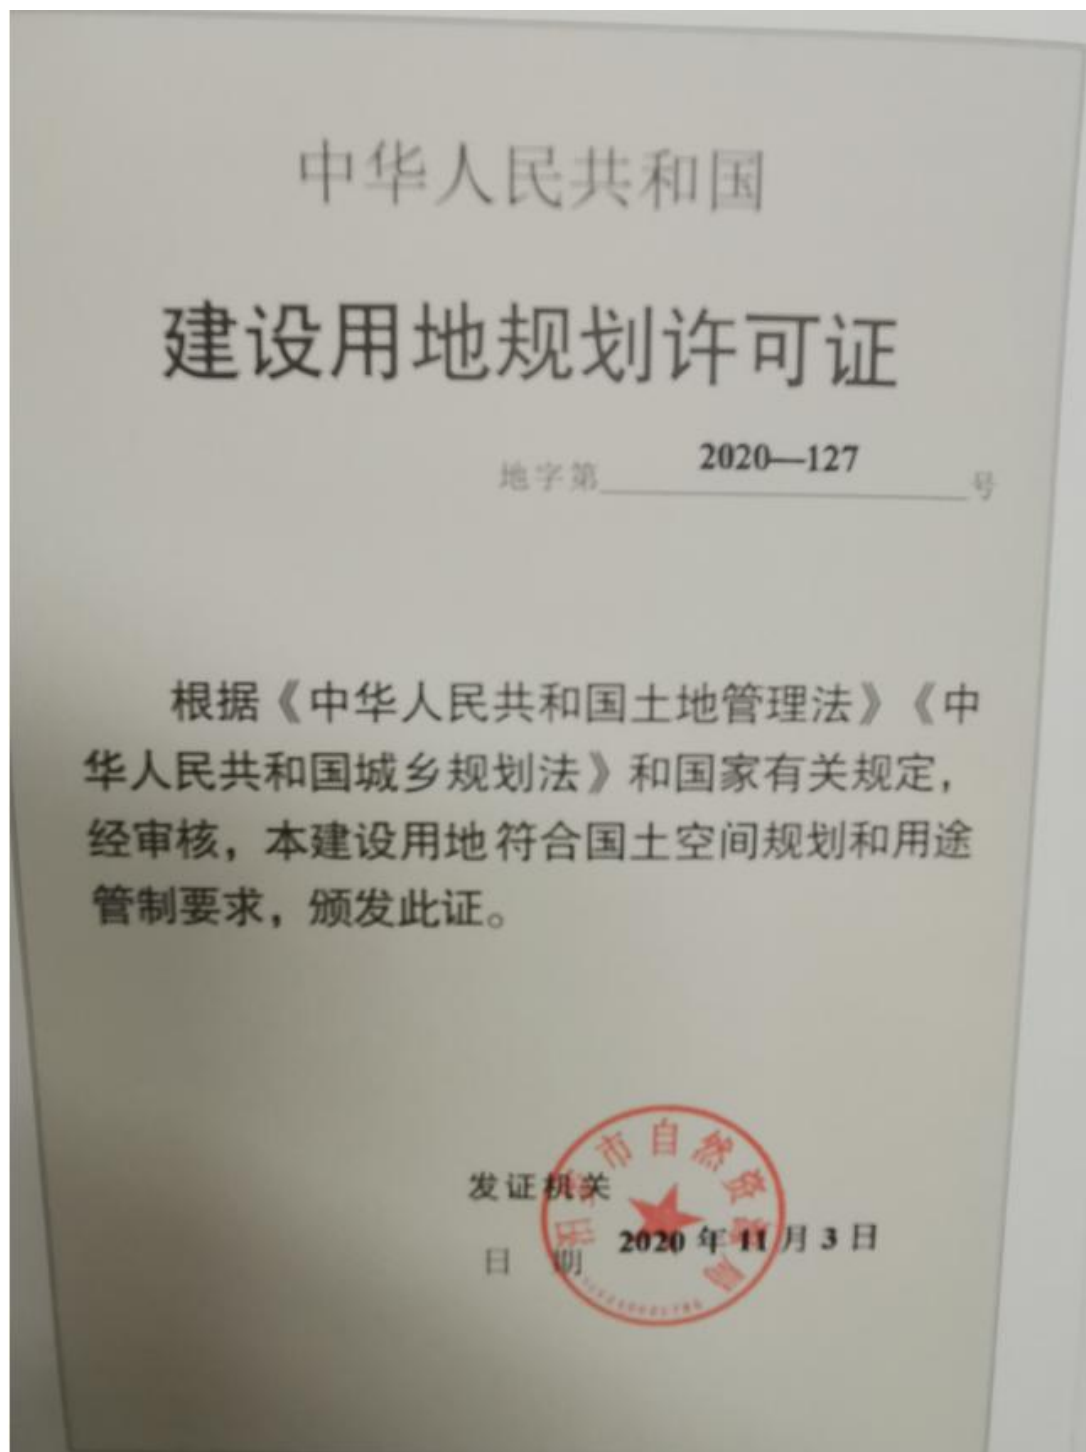 中华人民共和国
建设用地规划许可证
地字第 2020—127 号
根据《中华人民共和国土地管理法》《中
华人民共和国城乡规划法》和国家有关规定，
经审核，本建设用地符合国土空间规划和用途
管制要求，颁发此证。
市自然资源局
发证机关
日 期 2020 年 11 月 3 日